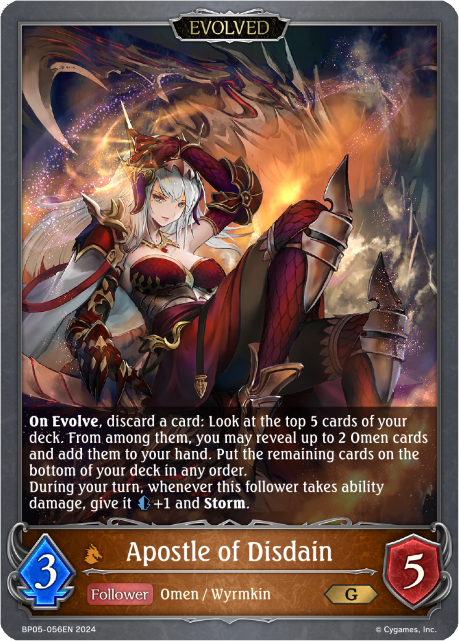 EVOLVED
On Evolve, discard a card: Look at the top 5 cards of your
deck. From among them, you may reveal up to 2 Omen cards
and add them to your hand. Put the remaining cards on the
bottom of your deck in any order.
During your turn, whenever this follower takes ability
damage, give it +1 and Storm.
Apostle of Disdain
3
Follower Omen / Wyrmkin G
5
BP05-056EN 2024 © Cygames, Inc.